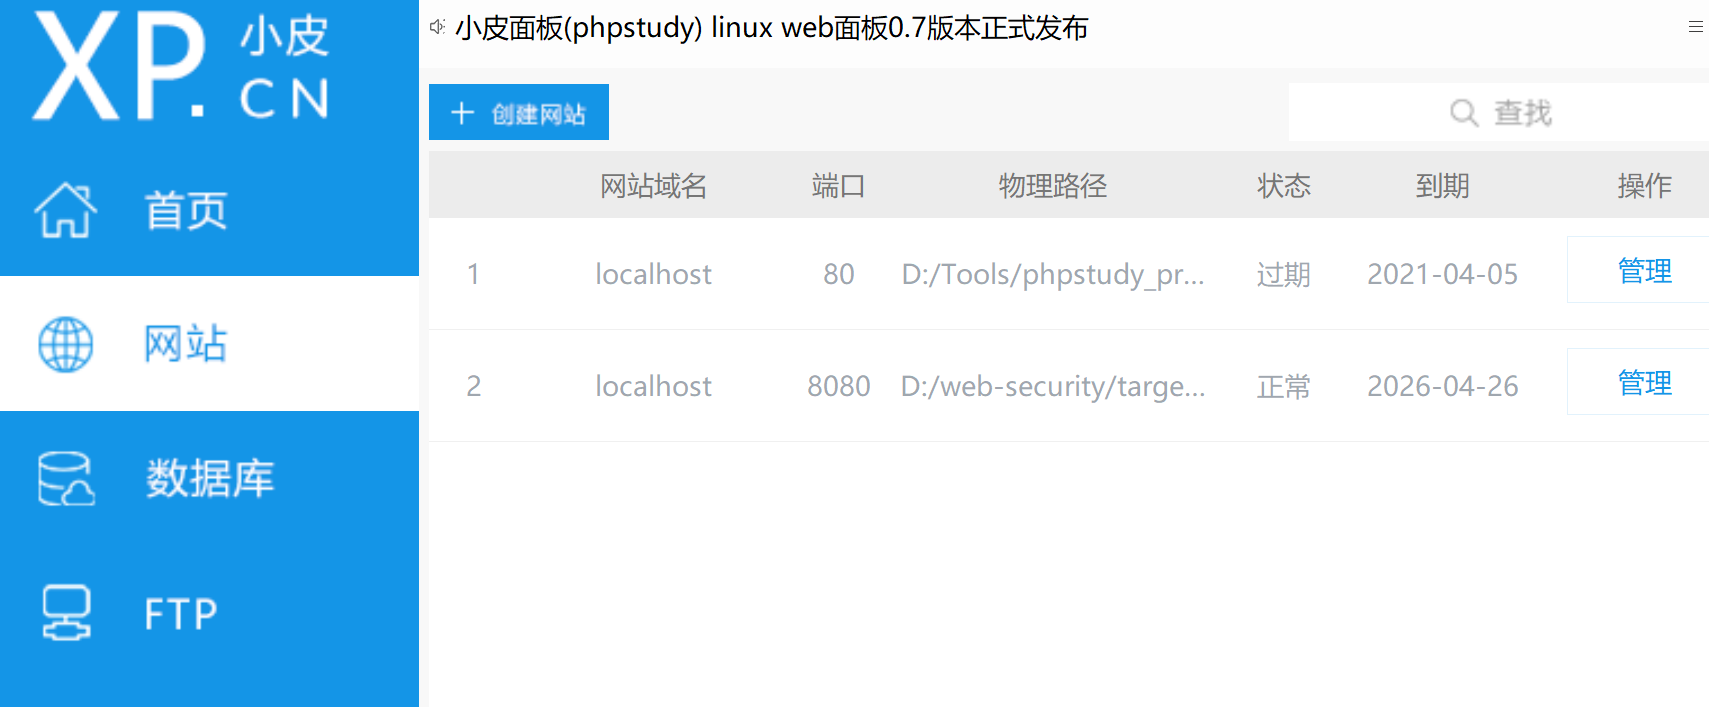 XP.小皮
CN
小皮面板(phpstudy) linux web面板0.7版本正式发布
首页
网站
数据库
FTP
创建网站
查找
网站域名 端口 物理路径 状态 到期 操作
1 localhost 80 D:/Tools/phpstudy_pr... 过期 2021-04-05 管理
2 localhost 8080 D:/web-security/targe... 正常 2026-04-26 管理